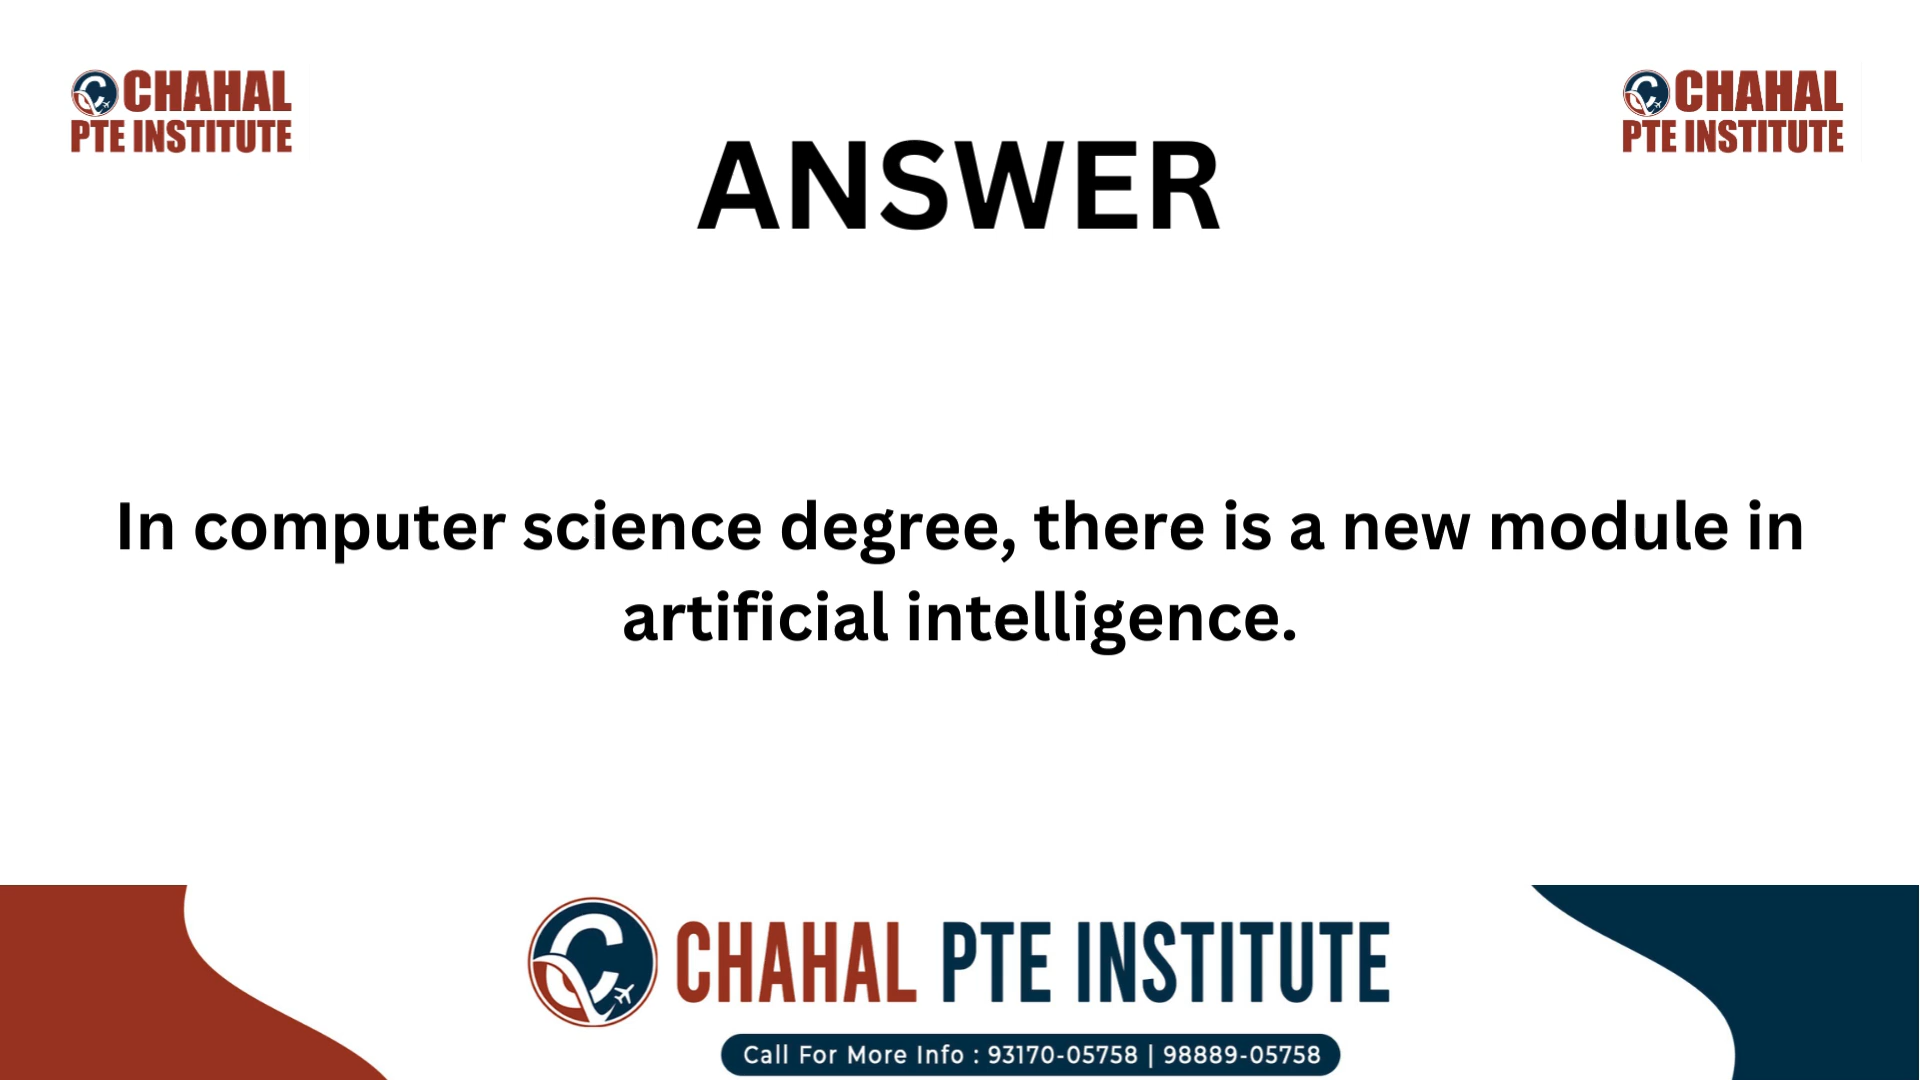 CHAHAL
PTE INSTITUTE
CHAHAL
PTE INSTITUTE
ANSWER
In computer science degree, there is a new module in
artificial intelligence.
CHAHAL PTE INSTITUTE
Call For More Info : 93170-05758 | 98889-05758